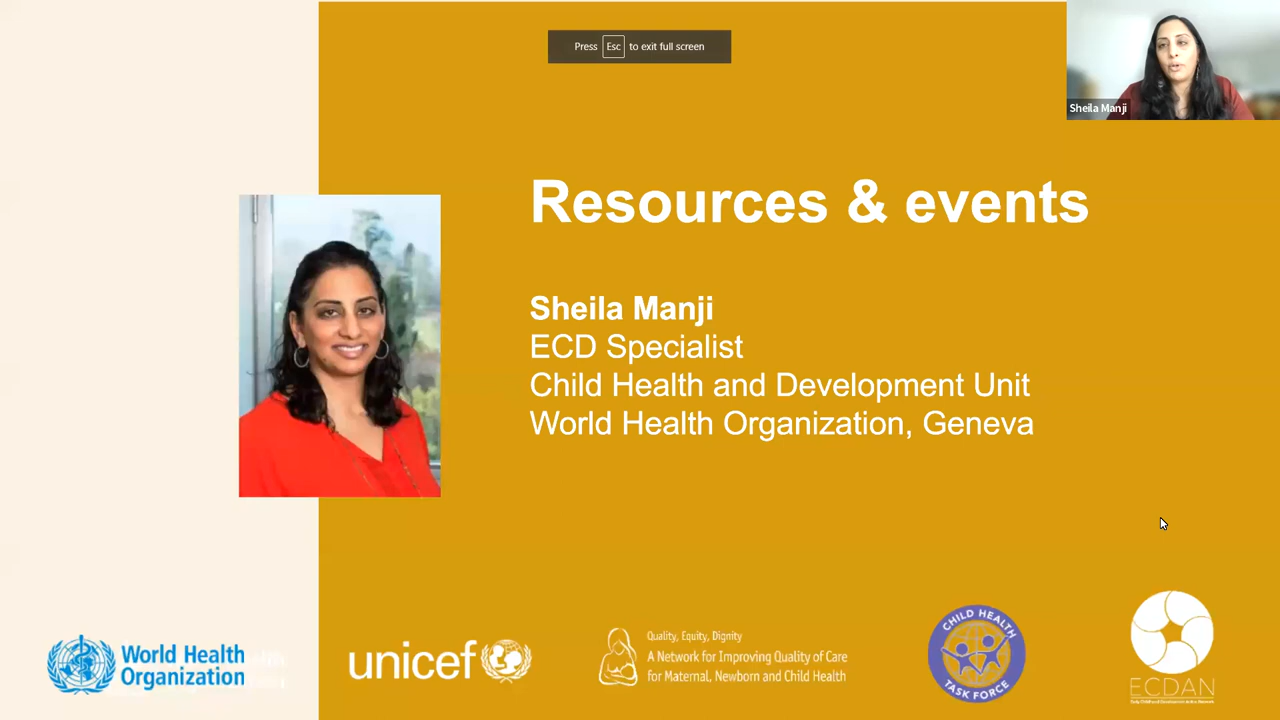 Press Esc to exit full screen
Sheila Manji
Resources & events
Sheila Manji
ECD Specialist
Child Health and Development Unit
World Health Organization, Geneva
World Health
Organization
unicef
Quality, Equity, Dignity
A Network for Improving Quality of Care
for Maternal, Newborn and Child Health
CHILD HEALTH
TASK FORCE
ECDAN